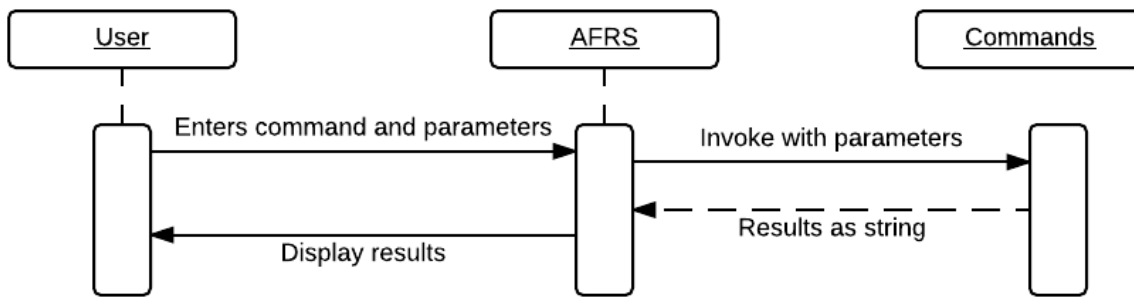 User
AFRS
Commands
Enters command and parameters
Invoke with parameters
Results as string
Display results